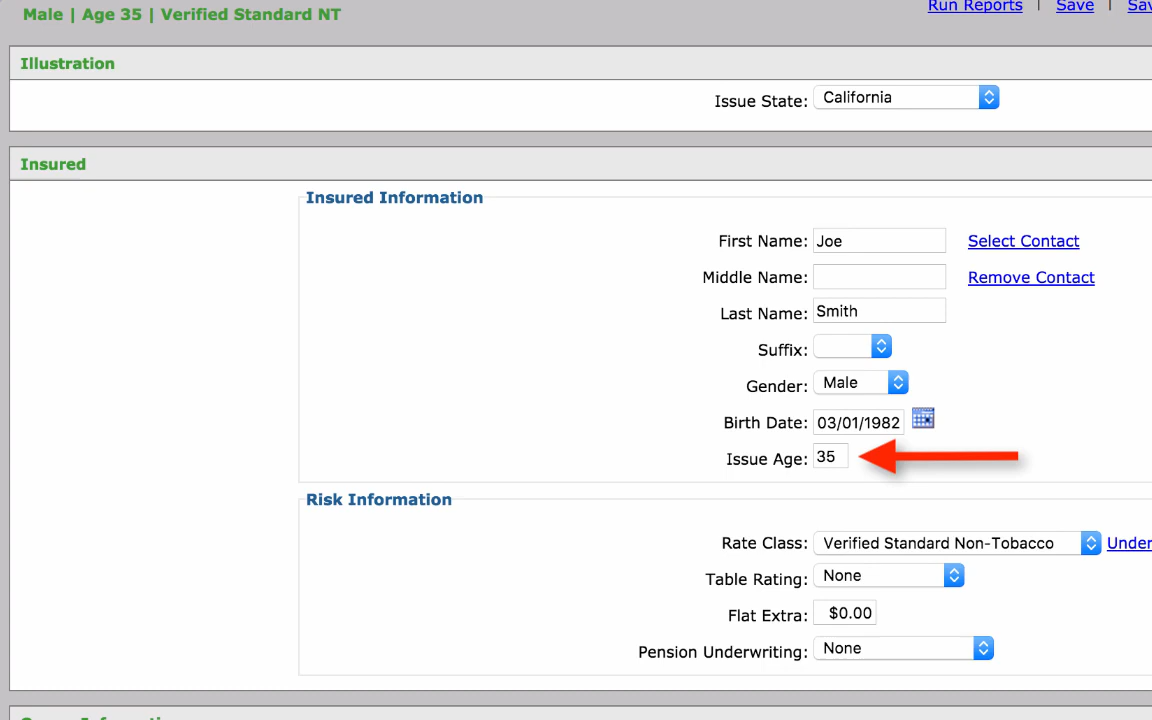 Male | Age 35 | Verified Standard NT
Run Reports | Save |
Illustration
Issue State: California
Insured
Insured Information
First Name: Joe Select Contact
Middle Name: Remove Contact
Last Name: Smith
Suffix:
Gender: Male
Birth Date: 03/01/1982
Issue Age: 35
Risk Information
Rate Class: Verified Standard Non-Tobacco Under
Table Rating: None
Flat Extra: $0.00
Pension Underwriting: None